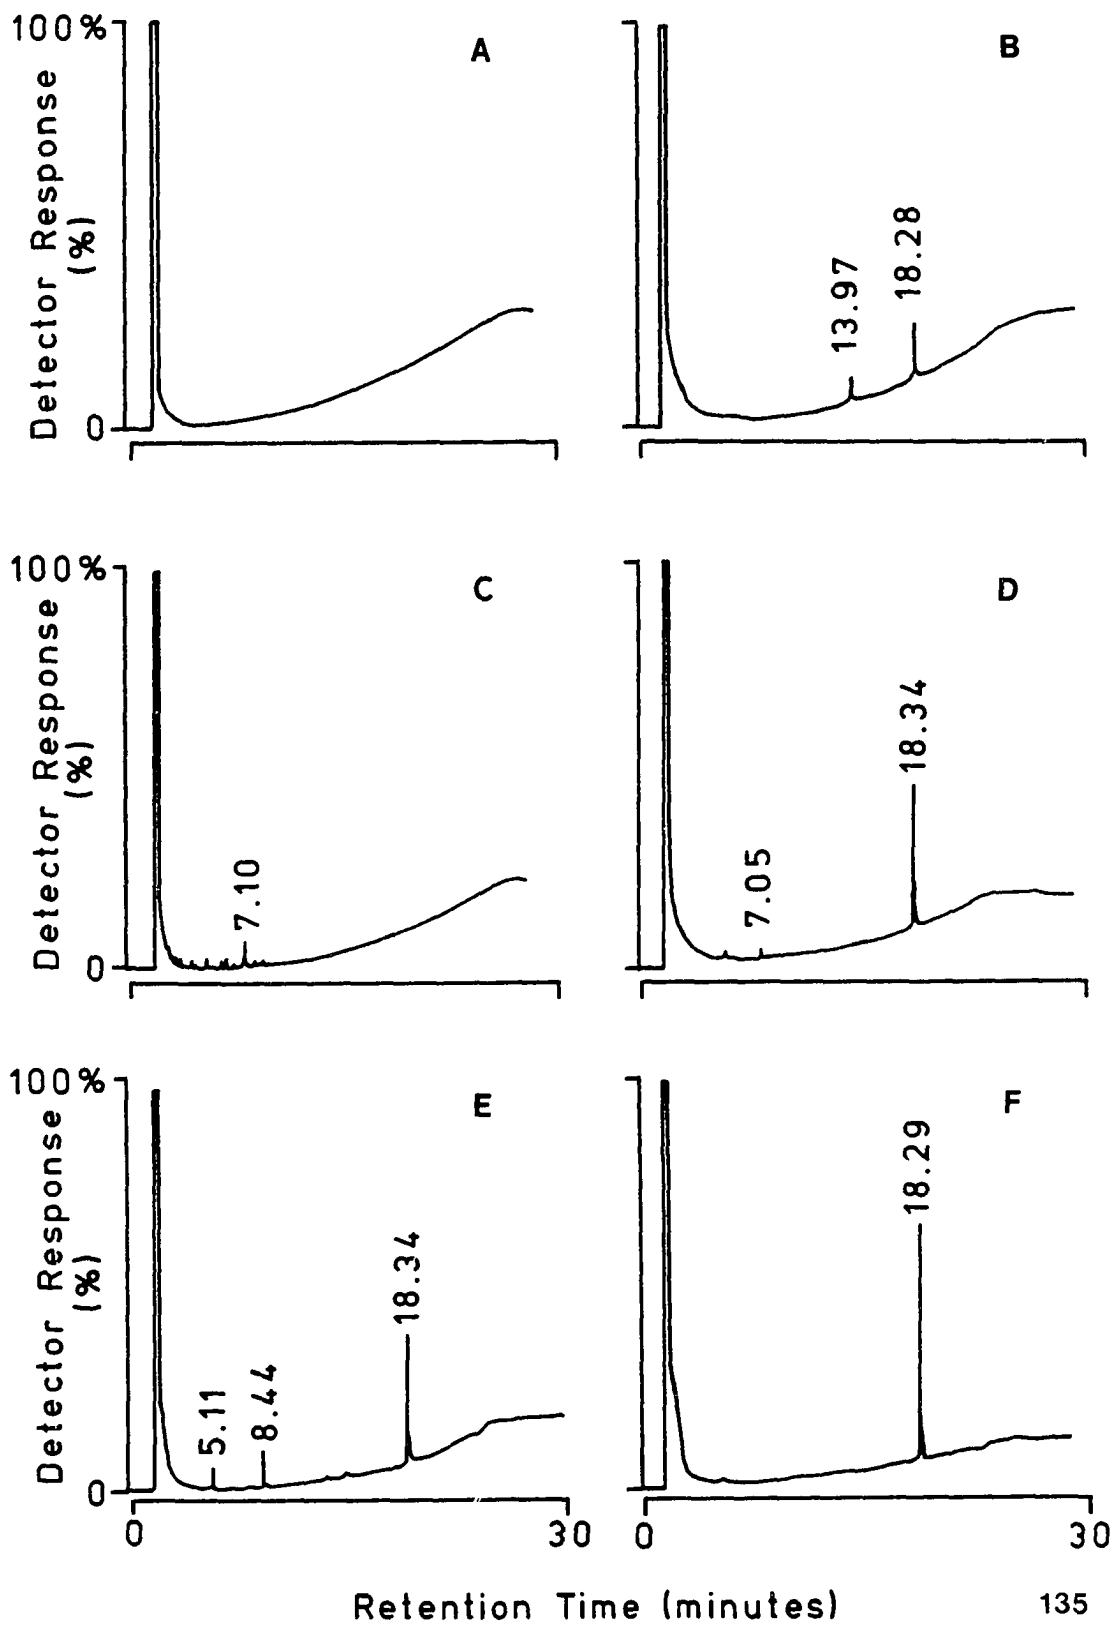 100%
A
B
Detector Response
(%)
13.97
18.28
0
100%
C
D
Detector Response
(%)
7.10
7.05
18.34
0
100%
E
F
Detector Response
(%)
5.11
8.44
18.34
18.29
0
0
30
0
30
Retention Time (minutes)
135